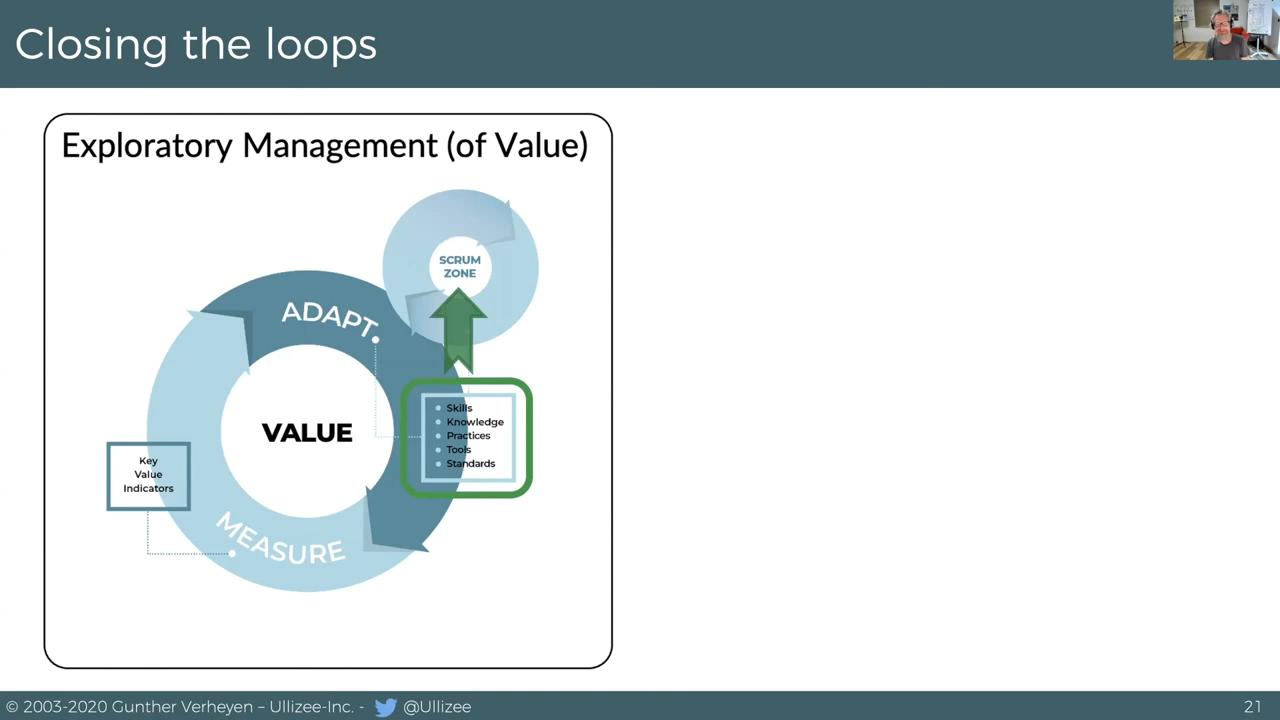 Closing the loops
Exploratory Management (of Value)
SCRUM
ZONE
ADAPT
VALUE
Skills
Knowledge
Practices
Tools
Standards
Key
Value
Indicators
MEASURE
© 2003-2020 Gunther Verheyen – Ullizee-Inc. - @Ullizee
21